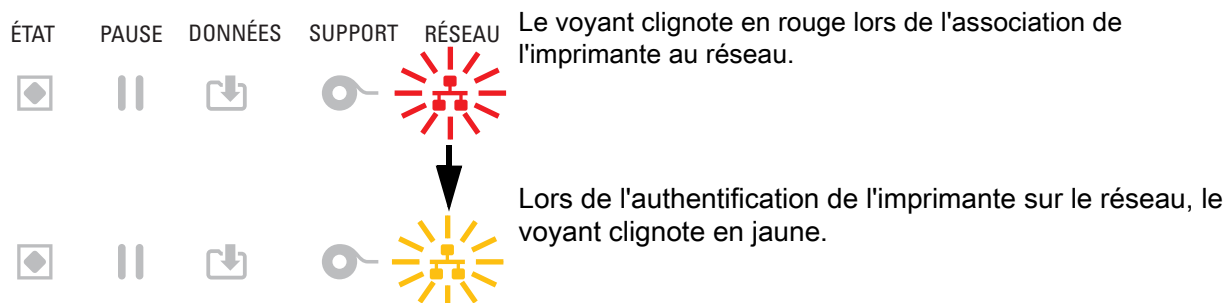 ÉTAT PAUSE DONNÉES SUPPORT RÉSEAU
Le voyant clignote en rouge lors de l'association de
l'imprimante au réseau.
Lors de l'authentification de l'imprimante sur le réseau, le
voyant clignote en jaune.